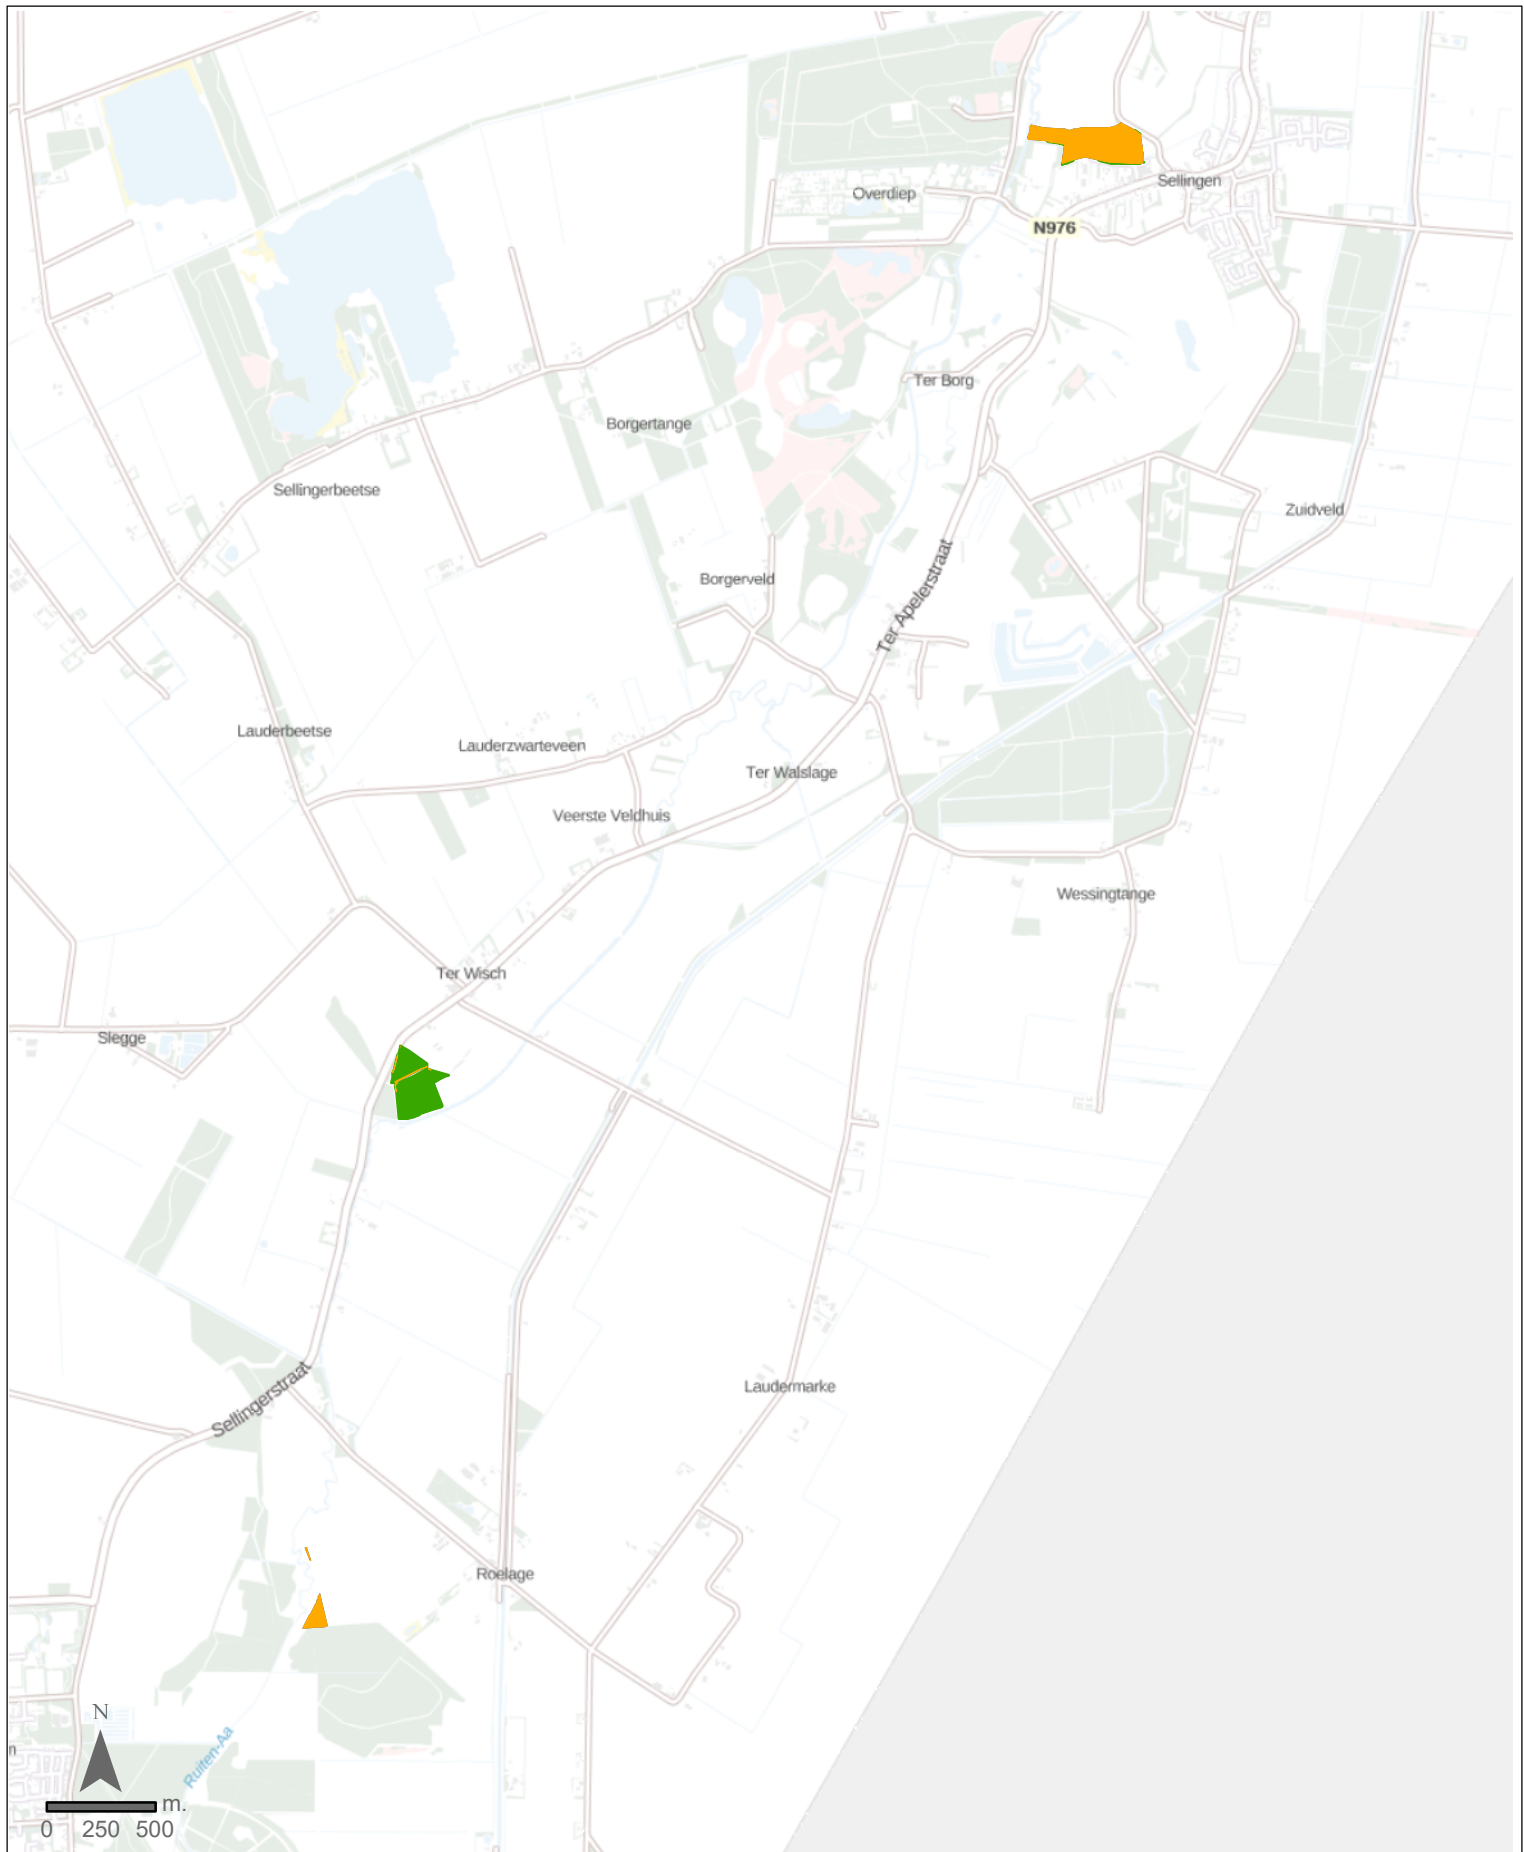 Sellingen
Overdiep
N976
Ter Borg
Borgertange
Sellingerbeetse
Zuidveld
Borgerveld
Ter Apelerstraat
Lauderbeetse
Lauderzwarteveen
Ter Walslage
Veerste Veldhuis
Wessingtange
Ter Wisch
Slegge
Sellingerstraat
Laudermarke
Roelage
N
Ruiten-Aa
n
m.
0 250 500